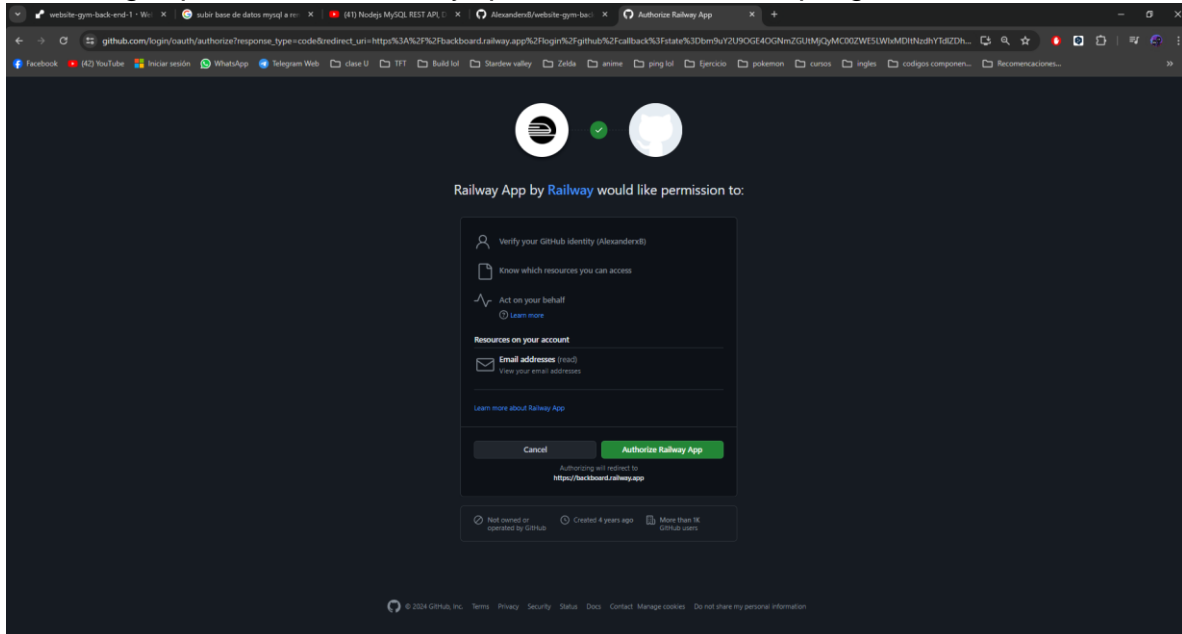 website-gym-back-end-1 · We
subir base de datos mysql a re
(41) Nodejs MySQL REST API, D
AlexanderxB/website-gym-bac
Authorize Railway App
github.com/login/oauth/authorize?response_type=code&redirect_uri=https%3A%2F%2Fbackboard.railway.app%2Flogin%2Fgithub%2Fcallback%3Fstate%3Dbm9uY2U9OGE4OGNmZGUtMjQyMC00ZWE5LWIxMDItNzdhYTdlZDh...
Facebook
(42) YouTube
Iniciar sesión
WhatsApp
Telegram Web
clase U
TFT
Build lol
Stardew valley
Zelda
anime
ping lol
Ejercicio
pokemon
cursos
ingles
codigos componen...
Recomencaciones...
Railway App by Railway would like permission to:
Verify your GitHub identity (AlexanderxB)
Know which resources you can access
Act on your behalf
Learn more
Resources on your account
Email addresses (read)
View your email addresses
Learn more about Railway App
Cancel
Authorize Railway App
Authorizing will redirect to
https://backboard.railway.app
Not owned or
operated by GitHub
Created 4 years ago
More than 1K
GitHub users
© 2024 GitHub, Inc. Terms Privacy Security Status Docs Contact Manage cookies Do not share my personal information